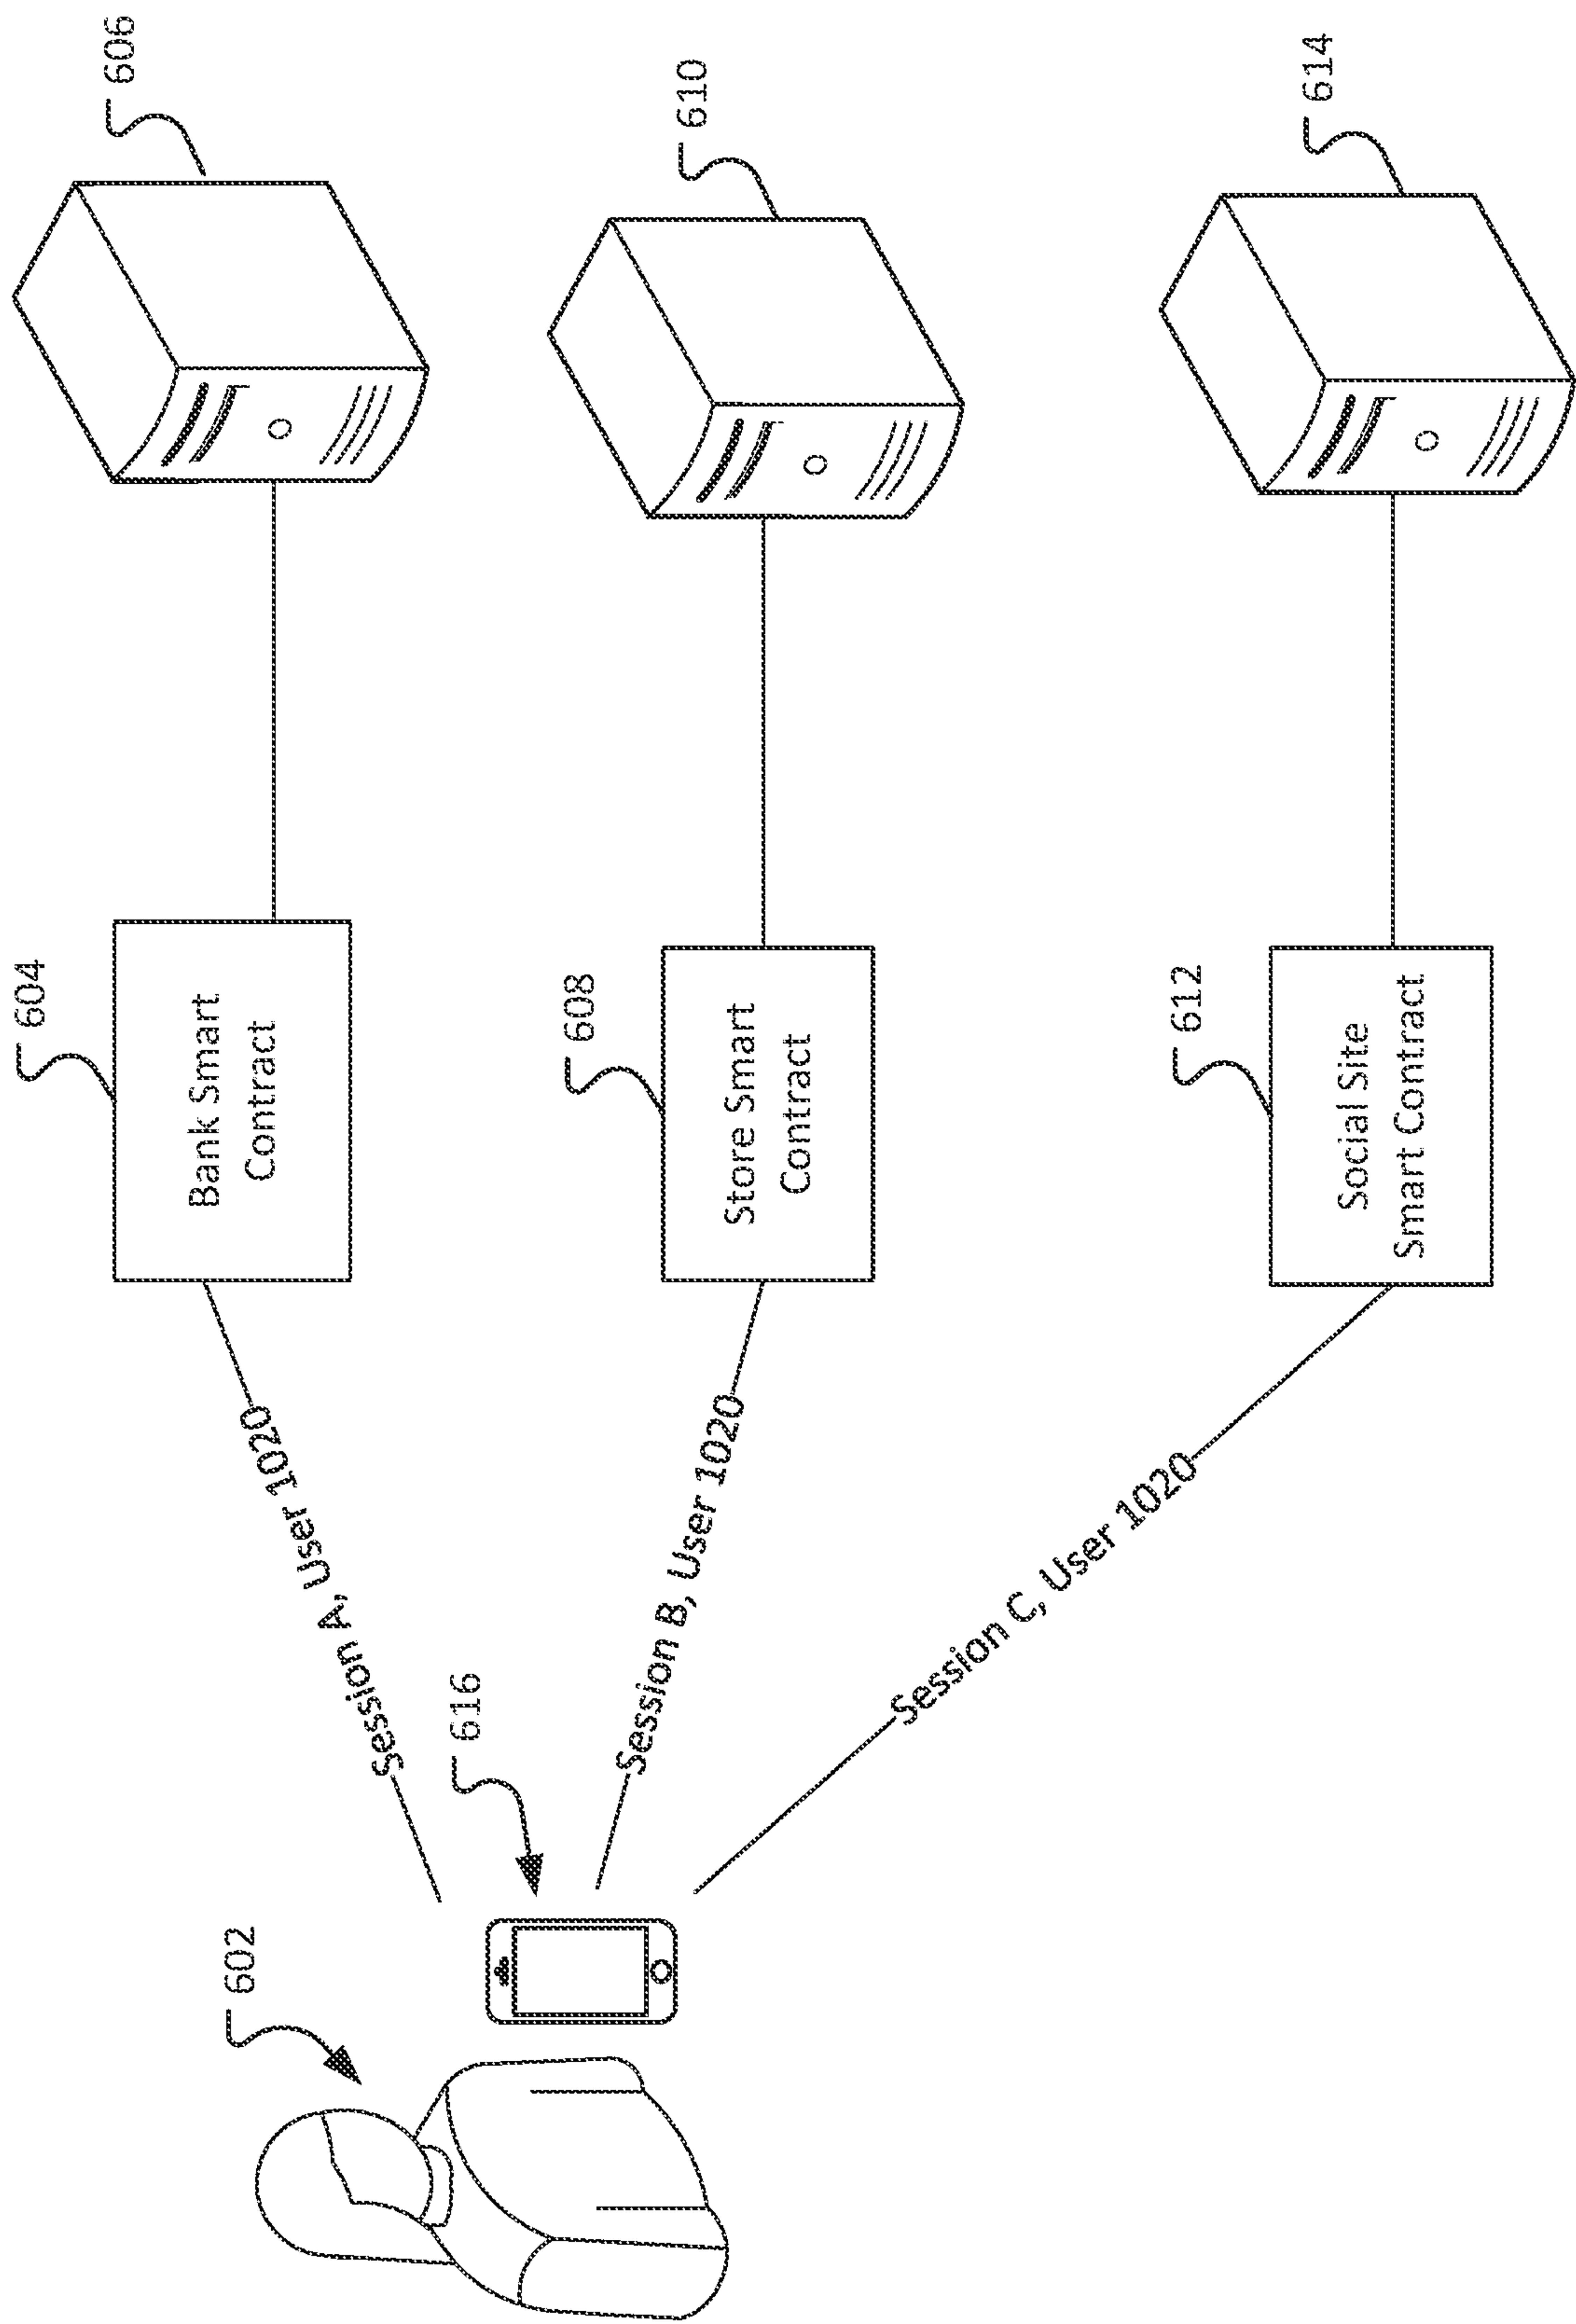 602
616
Session A, User 1020
Session B, User 1020
Session C, User 1020
604
Bank Smart
Contract
606
608
Store Smart
Contract
610
612
Social Site
Smart Contract
614